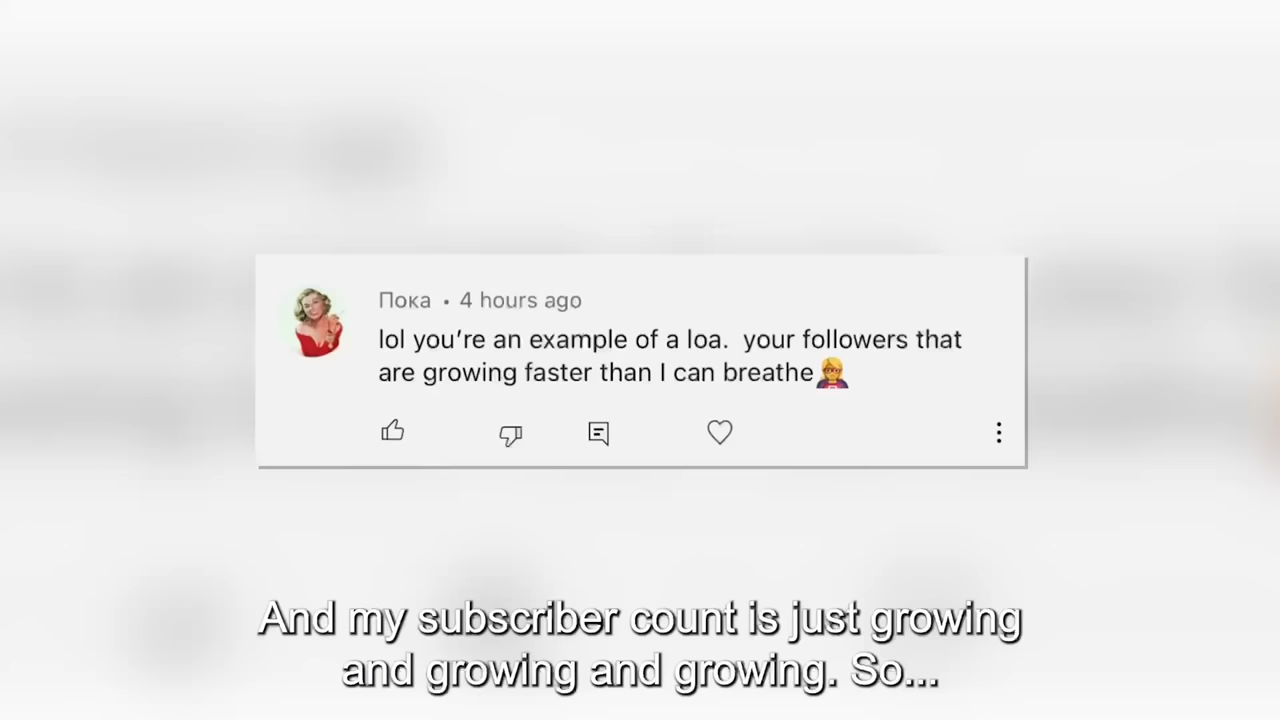 Пока • 4 hours ago
lol you're an example of a loa.  your followers that
are growing faster than I can breathe
And my subscriber count is just growing
and growing and growing. So...